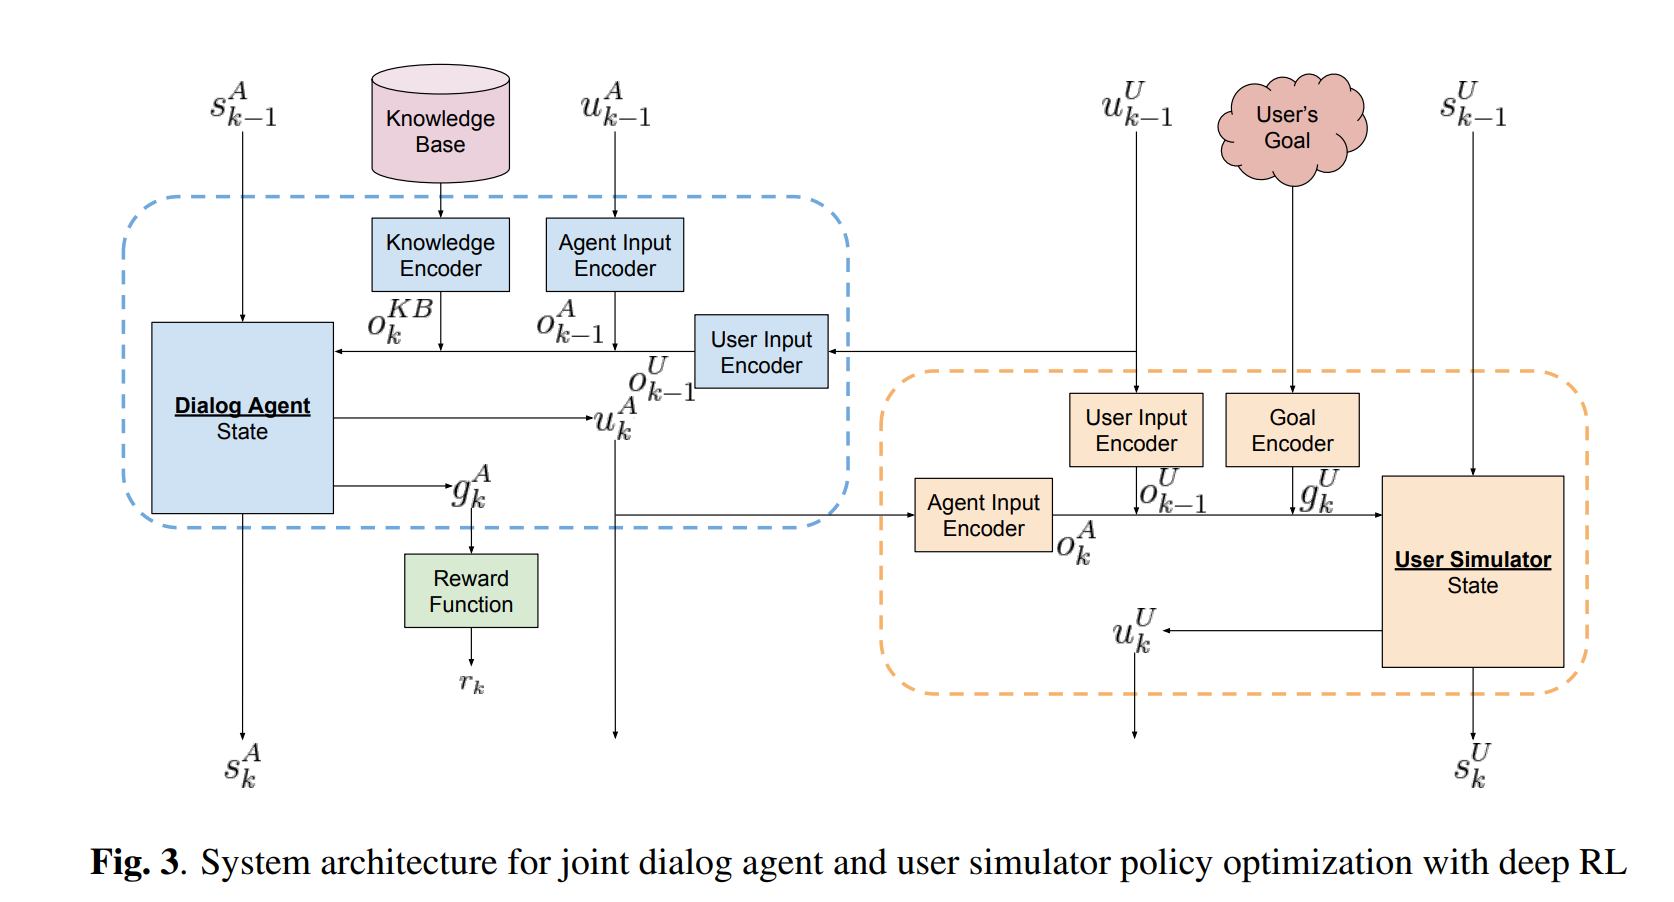 s_{k-1}^A
Knowledge
Base
u_{k-1}^A
u_{k-1}^U
User's
Goal
s_{k-1}^U
Knowledge
Encoder
Agent Input
Encoder
o_k^{KB}
o_{k-1}^A
User Input
Encoder
o_{k-1}^U
Dialog Agent
State
u_k^A
g_k^A
User Input
Encoder
Goal
Encoder
o_{k-1}^U
g_k^U
Agent Input
Encoder
o_k^A
User Simulator
State
Reward
Function
u_k^U
r_k
s_k^A
s_k^U
Fig. 3. System architecture for joint dialog agent and user simulator policy optimization with deep RL